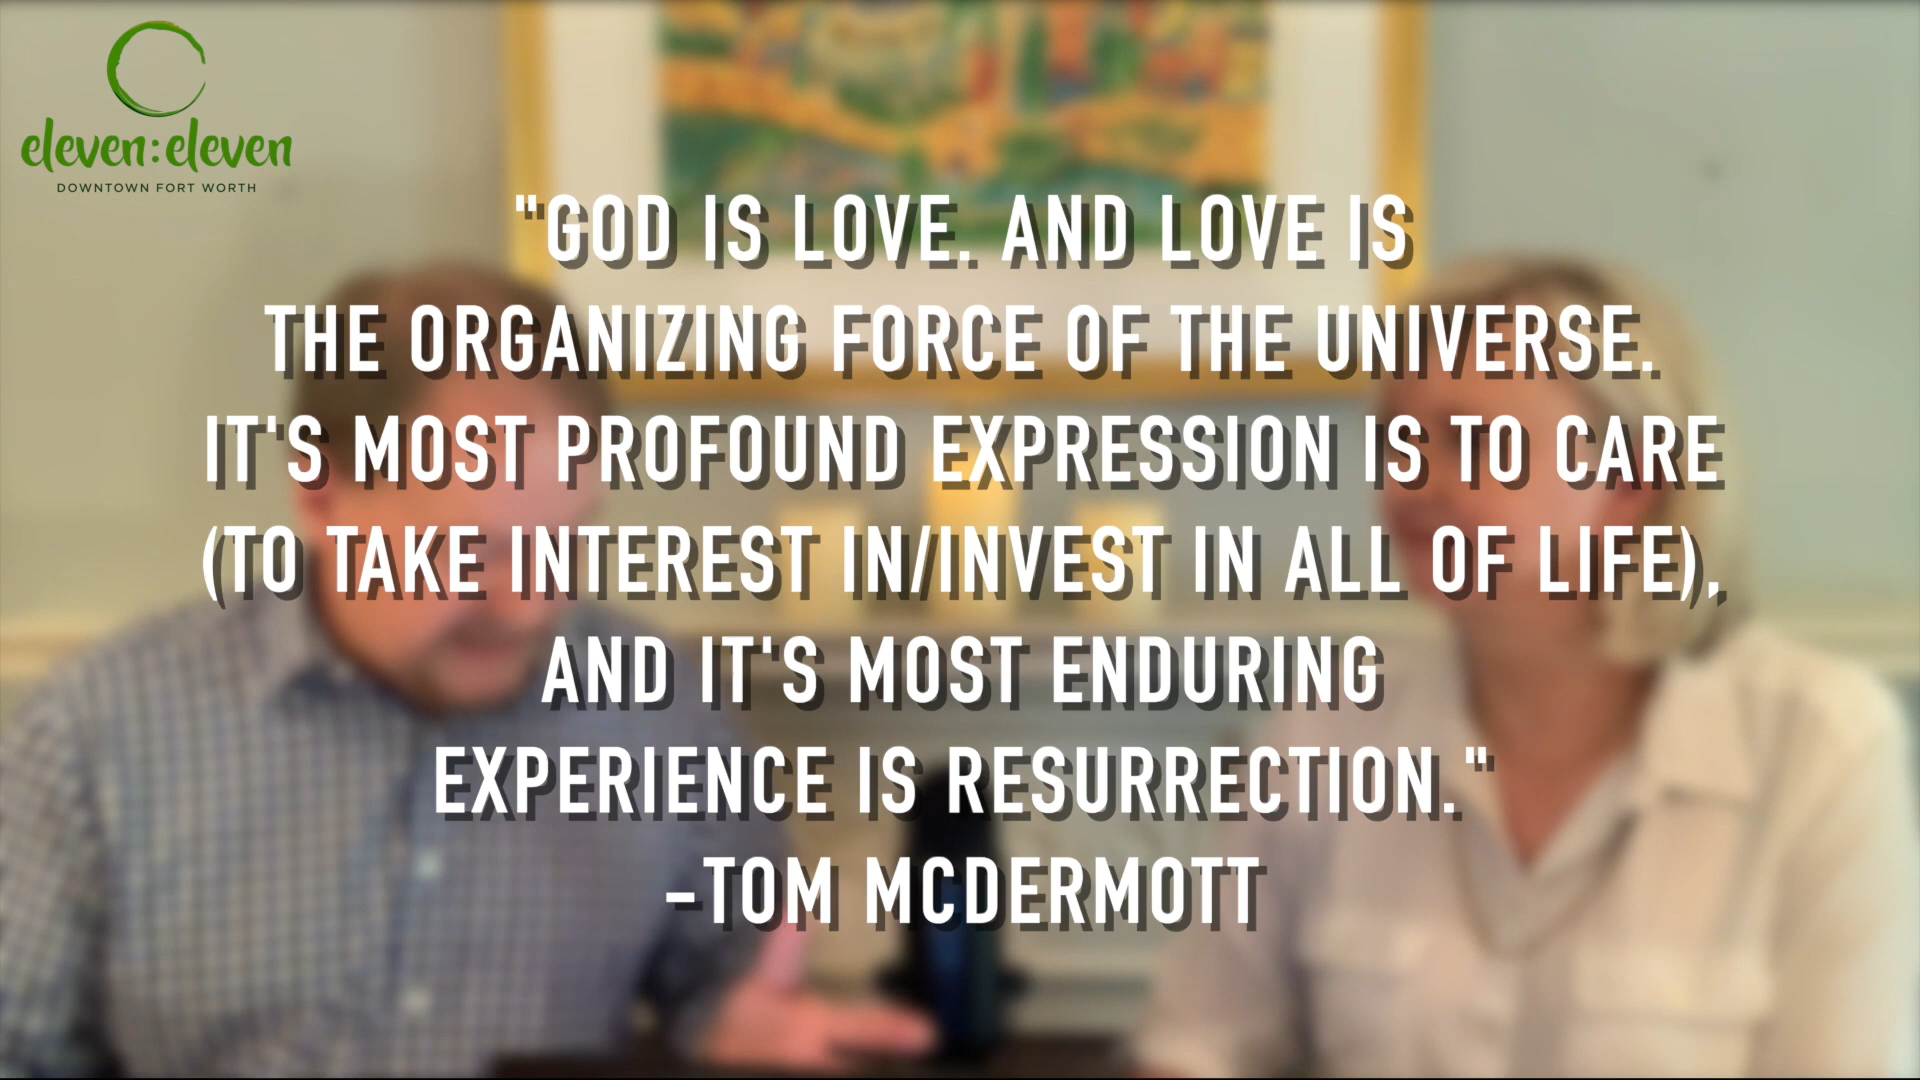 eleven:eleven
DOWNTOWN FORT WORTH
"GOD IS LOVE. AND LOVE IS
THE ORGANIZING FORCE OF THE UNIVERSE.
IT'S MOST PROFOUND EXPRESSION IS TO CARE
(TO TAKE INTEREST IN/INVEST IN ALL OF LIFE),
AND IT'S MOST ENDURING
EXPERIENCE IS RESURRECTION."
-TOM MCDERMOTT